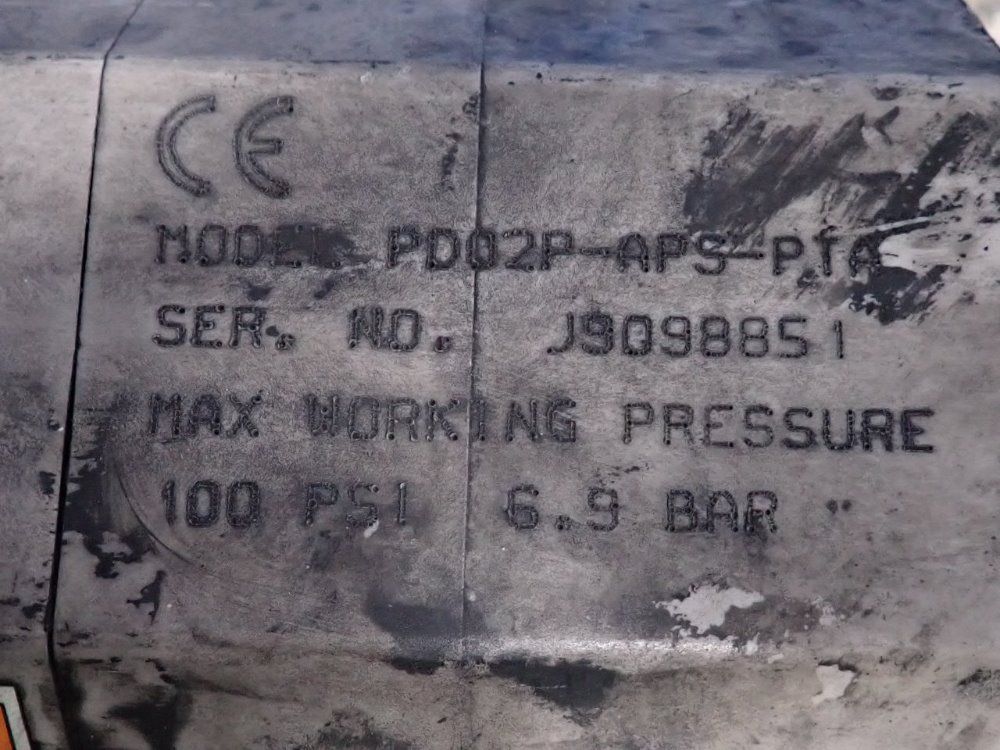 CE
MODEL PD02P-APS-PTA
SER. NO. J9098851
MAX WORKING PRESSURE
100 PSI 6.9 BAR